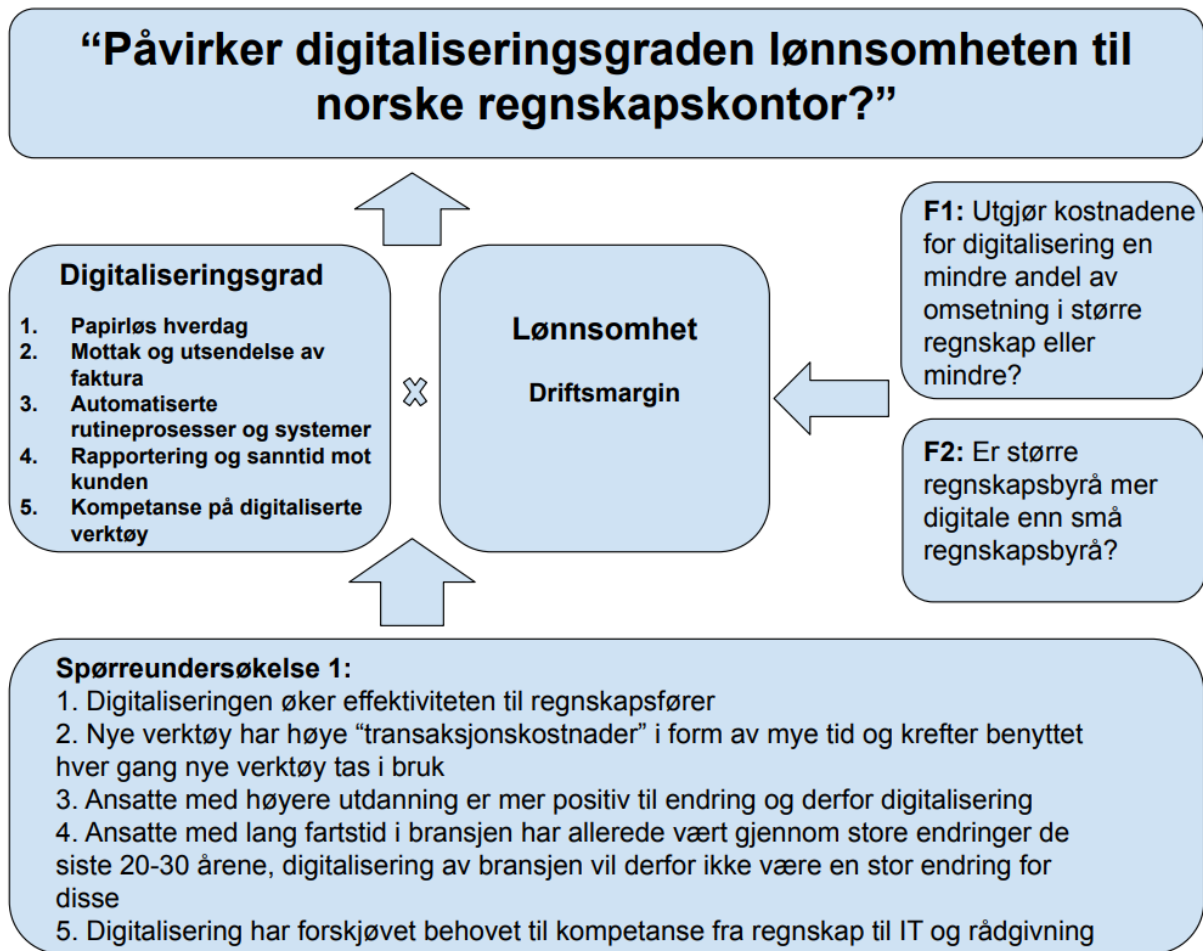 “Påvirker digitaliseringsgraden lønnsomheten til
norske regnskapskontor?”
Digitaliseringsgrad
1. Papirløs hverdag
2. Mottak og utsendelse av
faktura
3. Automatiserte
rutineprosesser og systemer
4. Rapportering og sanntid mot
kunden
5. Kompetanse på digitaliserte
verktøy
Lønnsomhet
Driftsmargin
F1: Utgjør kostnadene
for digitalisering en
mindre andel av
omsetning i større
regnskap eller
mindre?
F2: Er større
regnskapsbyrå mer
digitale enn små
regnskapsbyrå?
Spørreundersøkelse 1:
1. Digitaliseringen øker effektiviteten til regnskapsfører
2. Nye verktøy har høye “transaksjonskostnader” i form av mye tid og krefter benyttet
hver gang nye verktøy tas i bruk
3. Ansatte med høyere utdanning er mer positiv til endring og derfor digitalisering
4. Ansatte med lang fartstid i bransjen har allerede vært gjennom store endringer de
siste 20-30 årene, digitalisering av bransjen vil derfor ikke være en stor endring for
disse
5. Digitalisering har forskjøvet behovet til kompetanse fra regnskap til IT og rådgivning